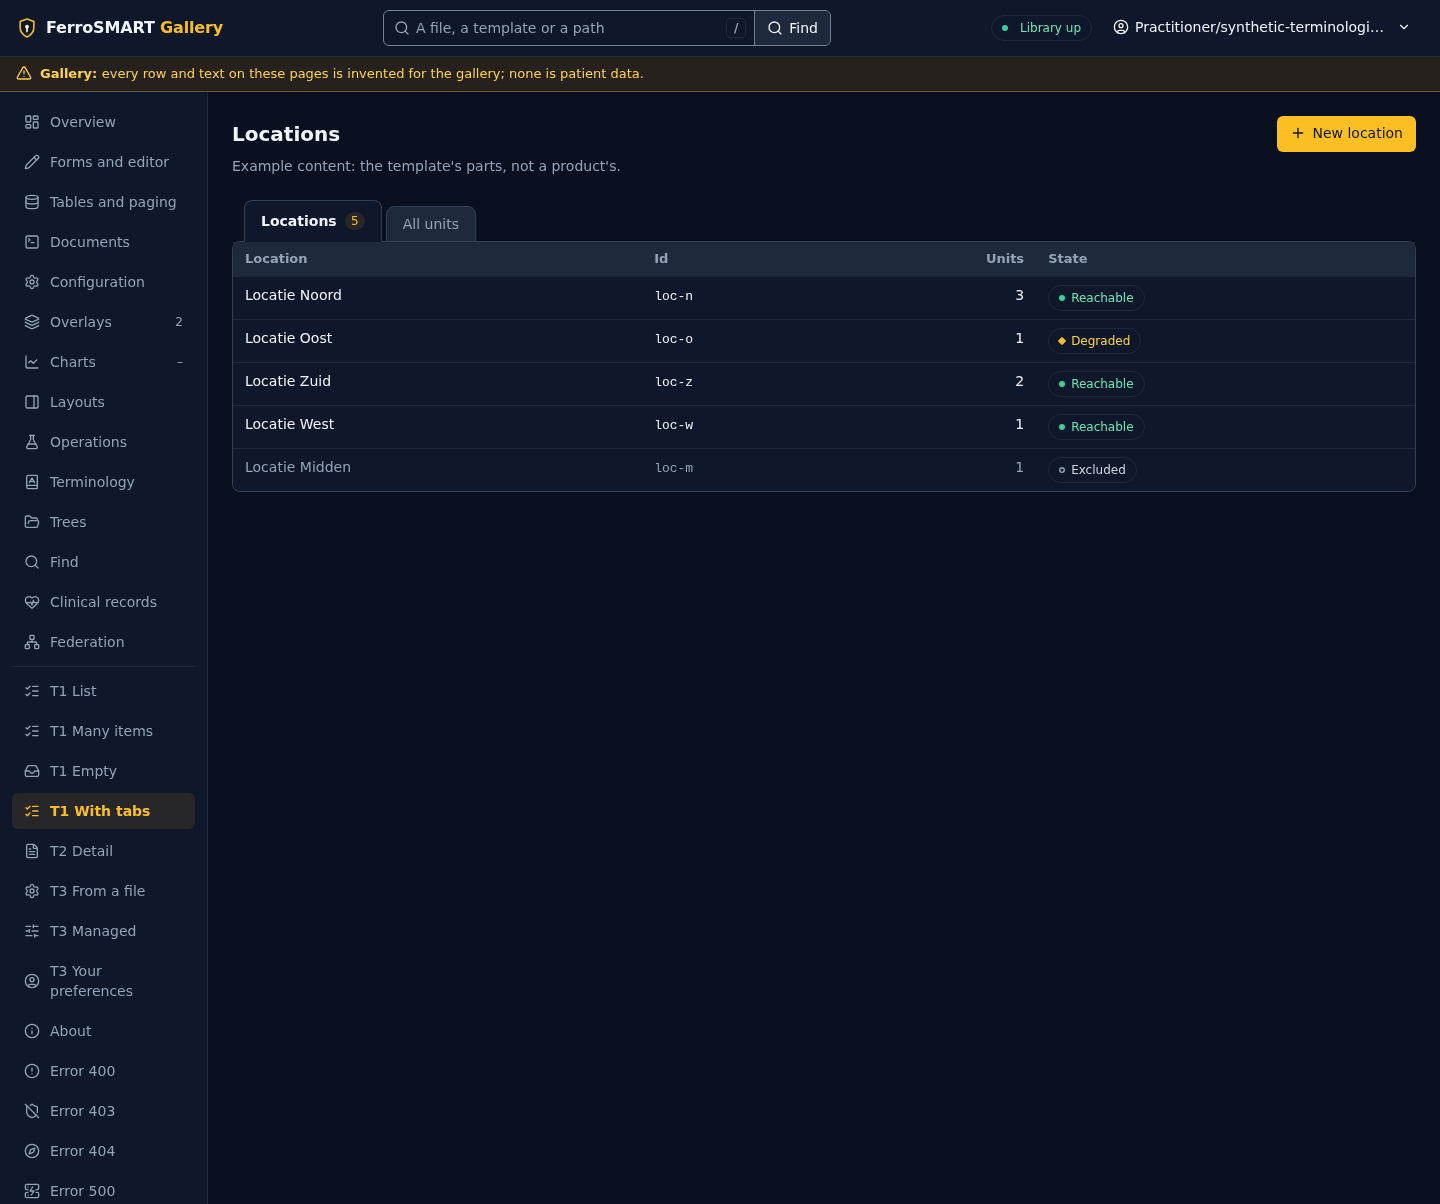 FerroSMART Gallery
A file, a template or a path
/
Find
Library up
Practitioner/synthetic-terminologi…
Gallery: every row and text on these pages is invented for the gallery; none is patient data.
Overview
Forms and editor
Tables and paging
Documents
Configuration
Overlays 2
Charts –
Layouts
Operations
Terminology
Trees
Find
Clinical records
Federation
T1 List
T1 Many items
T1 Empty
T1 With tabs
T2 Detail
T3 From a file
T3 Managed
T3 Your
preferences
About
Error 400
Error 403
Error 404
Error 500
Locations
New location
Example content: the template's parts, not a product's.
Locations 5
All units
Location Id Units State
Locatie Noord loc-n 3 Reachable
Locatie Oost loc-o 1 Degraded
Locatie Zuid loc-z 2 Reachable
Locatie West loc-w 1 Reachable
Locatie Midden loc-m 1 Excluded